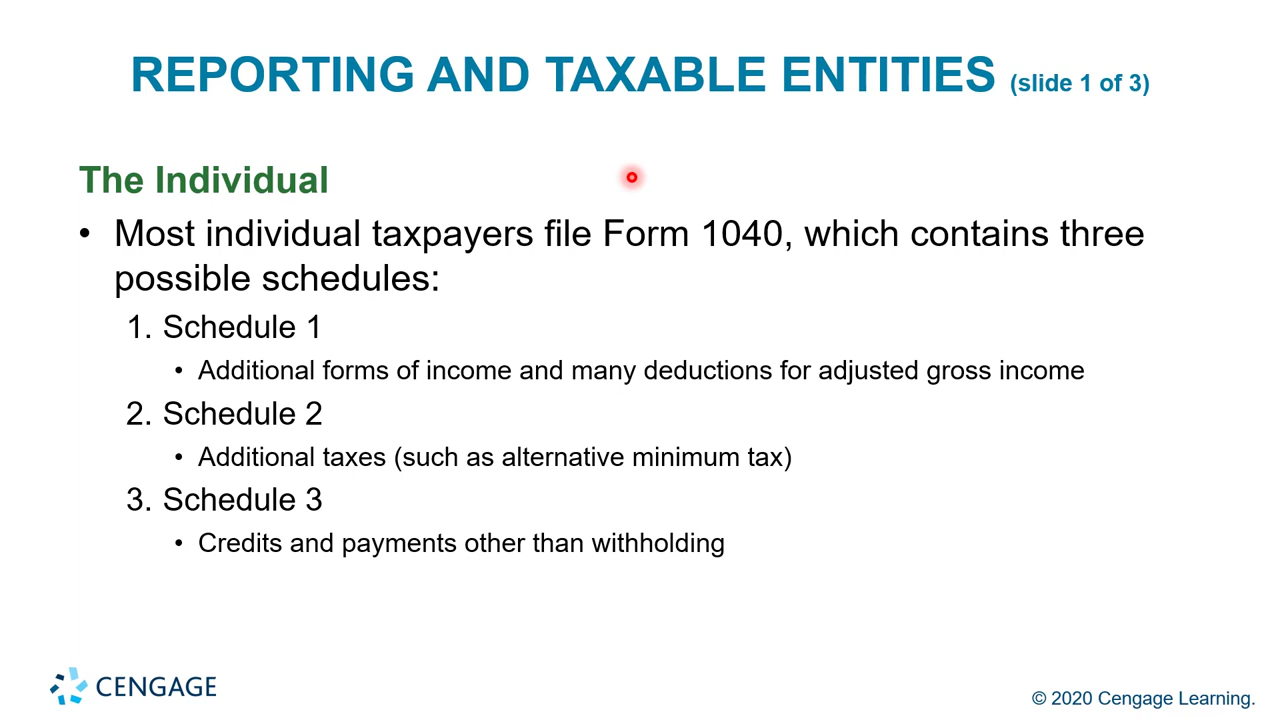 REPORTING AND TAXABLE ENTITIES (slide 1 of 3)
The Individual
• Most individual taxpayers file Form 1040, which contains three
possible schedules:
1. Schedule 1
• Additional forms of income and many deductions for adjusted gross income
2. Schedule 2
• Additional taxes (such as alternative minimum tax)
3. Schedule 3
• Credits and payments other than withholding
CENGAGE
© 2020 Cengage Learning.